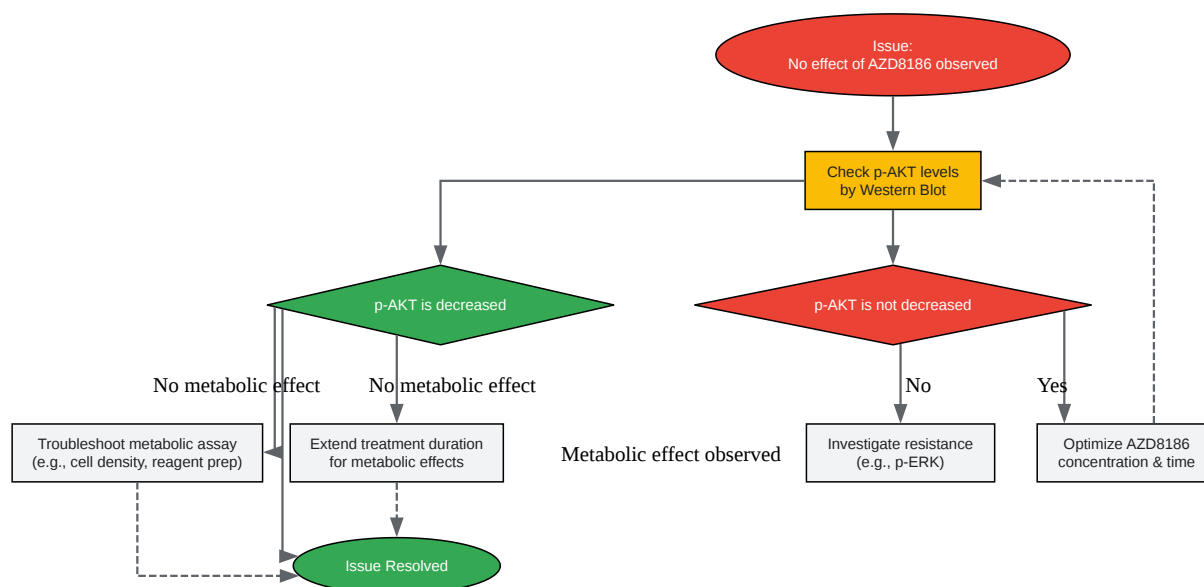 Issue:
No effect of AZD8186 observed
Check p-AKT levels
by Western Blot
p-AKT is decreased
p-AKT is not decreased
No metabolic effect
No metabolic effect
No
Yes
Troubleshoot metabolic assay
(e.g., cell density, reagent prep)
Extend treatment duration
for metabolic effects
Metabolic effect observed
Investigate resistance
(e.g., p-ERK)
Optimize AZD8186
concentration & time
Issue Resolved